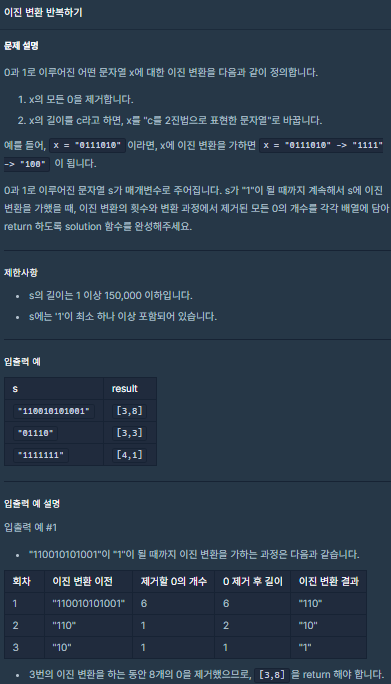 이진 변환 반복하기
문제 설명
0과 1로 이루어진 어떤 문자열 x에 대한 이진 변환을 다음과 같이 정의합니다.
1. x의 모든 0을 제거합니다.
2. x의 길이를 c라고 하면, x를 "c를 2진법으로 표현한 문자열"로 바꿉니다.
예를 들어, x = "0111010" 이라면, x에 이진 변환을 가하면 x = "0111010" -> "1111"
-> "100" 이 됩니다.
0과 1로 이루어진 문자열 s가 매개변수로 주어집니다. s가 "1"이 될 때까지 계속해서 s에 이진
변환을 가했을 때, 이진 변환의 횟수와 변환 과정에서 제거된 모든 0의 개수를 각각 배열에 담아
return 하도록 solution 함수를 완성해주세요.
제한사항
• s의 길이는 1 이상 150,000 이하입니다.
• s에는 '1'이 최소 하나 이상 포함되어 있습니다.
입출력 예
s result
"110010101001" [3,8]
"01110" [3,3]
"1111111" [4,1]
입출력 예 설명
입출력 예 #1
• "110010101001"이 "1"이 될 때까지 이진 변환을 가하는 과정은 다음과 같습니다.
회차 이진 변환 이전 제거할 0의 개수 0 제거 후 길이 이진 변환 결과
1 "110010101001" 6 6 "110"
2 "110" 1 2 "10"
3 "10" 1 1 "1"
• 3번의 이진 변환을 하는 동안 8개의 0을 제거했으므로, [3,8] 을 return 해야 합니다.